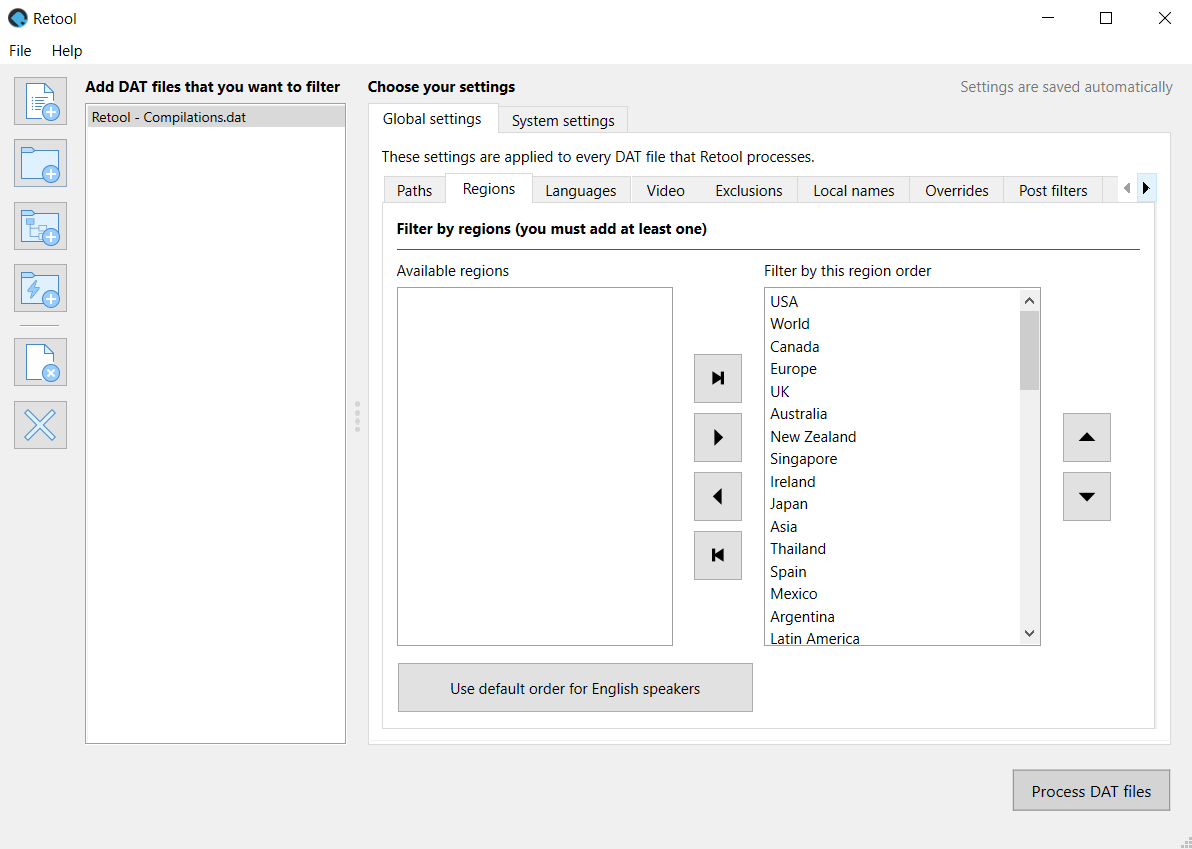 Retool
File Help
Add DAT files that you want to filter
Retool - Compilations.dat
Choose your settings
Settings are saved automatically
Global settings
System settings
These settings are applied to every DAT file that Retool processes.
Paths
Regions
Languages
Video
Exclusions
Local names
Overrides
Post filters
Filter by regions (you must add at least one)
Available regions
Filter by this region order
USA
World
Canada
Europe
UK
Australia
New Zealand
Singapore
Ireland
Japan
Asia
Thailand
Spain
Mexico
Argentina
Latin America
Use default order for English speakers
Process DAT files